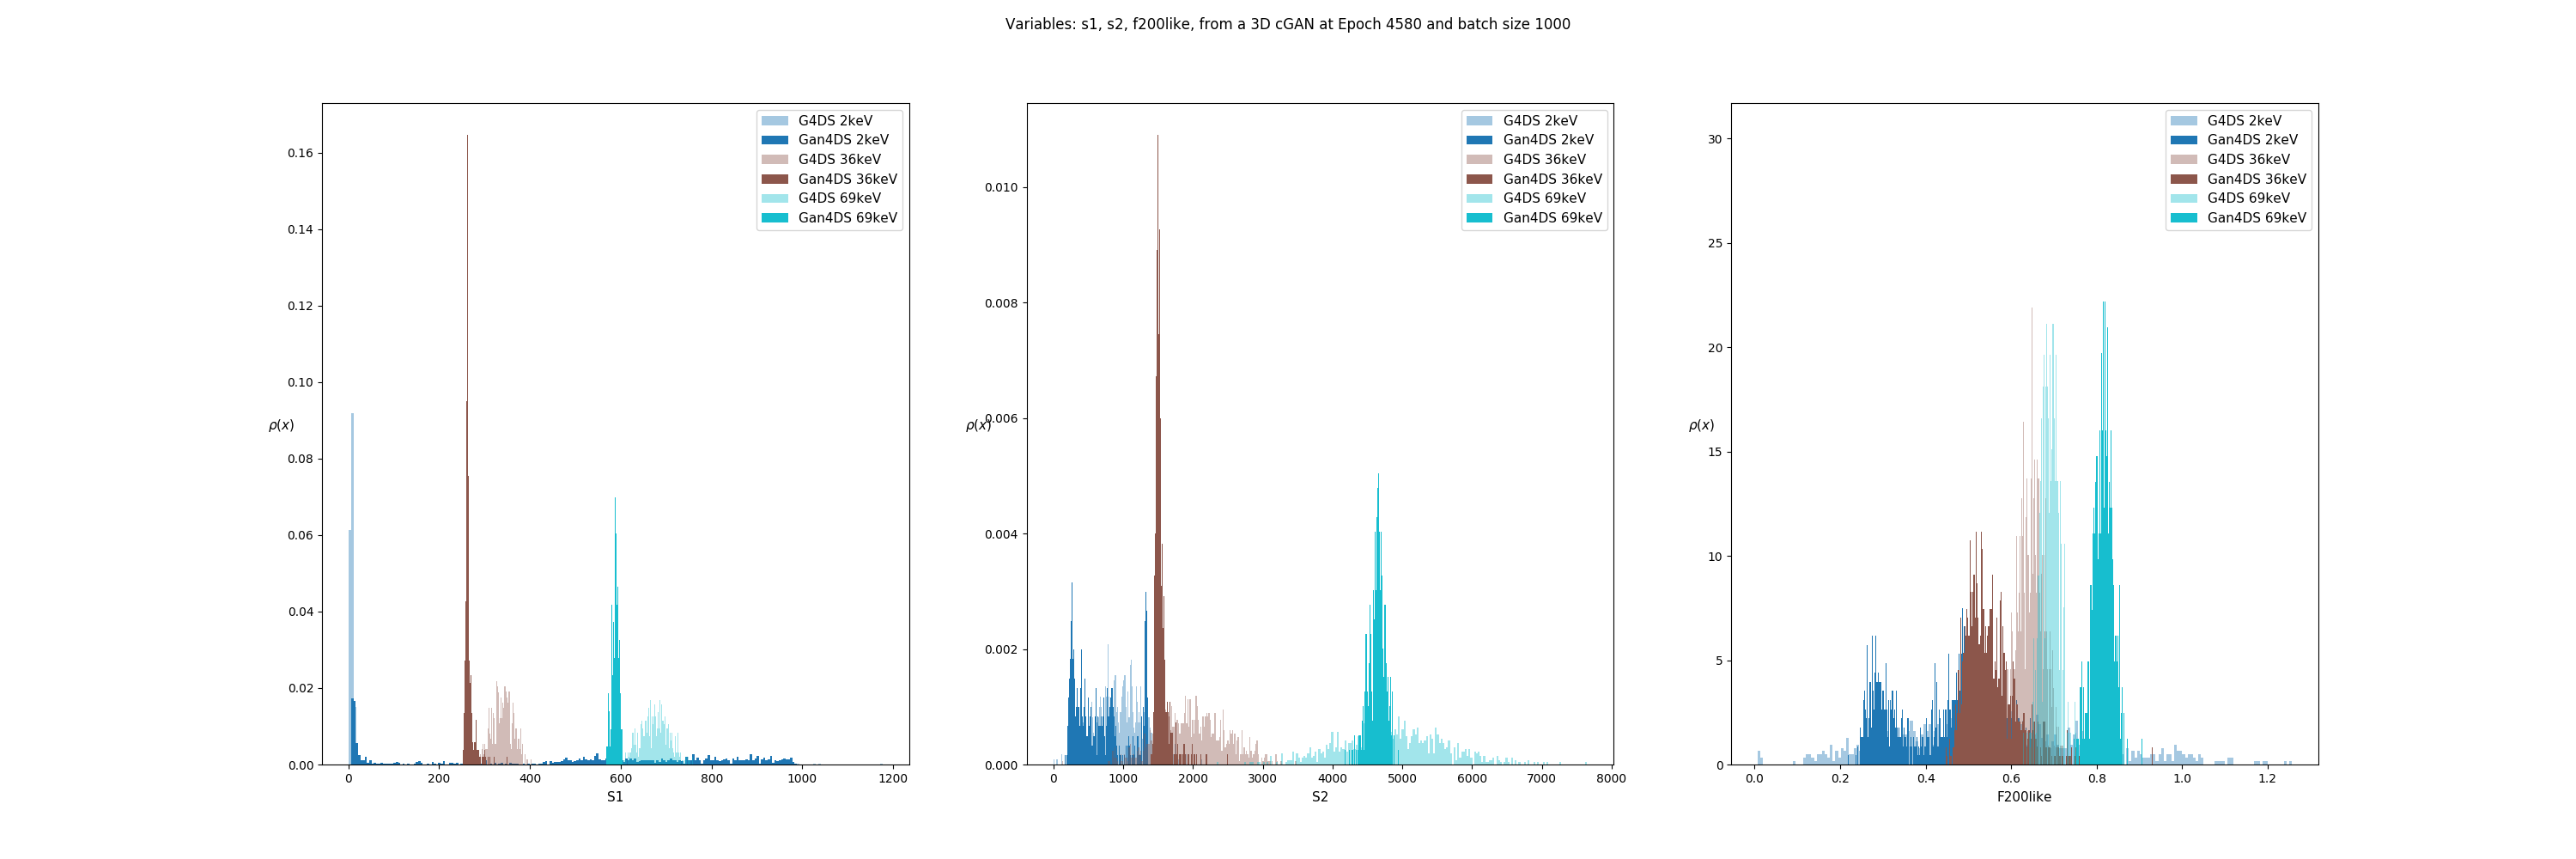 Variables: s1, s2, f200like, from a 3D cGAN at Epoch 4580 and batch size 1000
0.16
0.14
0.12
0.10
0.08
0.06
0.04
0.02
0.00
ρ(x)
0 200 400 600 800 1000 1200
S1
G4DS 2keV
Gan4DS 2keV
G4DS 36keV
Gan4DS 36keV
G4DS 69keV
Gan4DS 69keV
0.010
0.008
0.006
0.004
0.002
0.000
ρ(x)
0 1000 2000 3000 4000 5000 6000 7000 8000
S2
G4DS 2keV
Gan4DS 2keV
G4DS 36keV
Gan4DS 36keV
G4DS 69keV
Gan4DS 69keV
30
25
20
15
10
5
0
ρ(x)
0.0 0.2 0.4 0.6 0.8 1.0 1.2
F200like
G4DS 2keV
Gan4DS 2keV
G4DS 36keV
Gan4DS 36keV
G4DS 69keV
Gan4DS 69keV